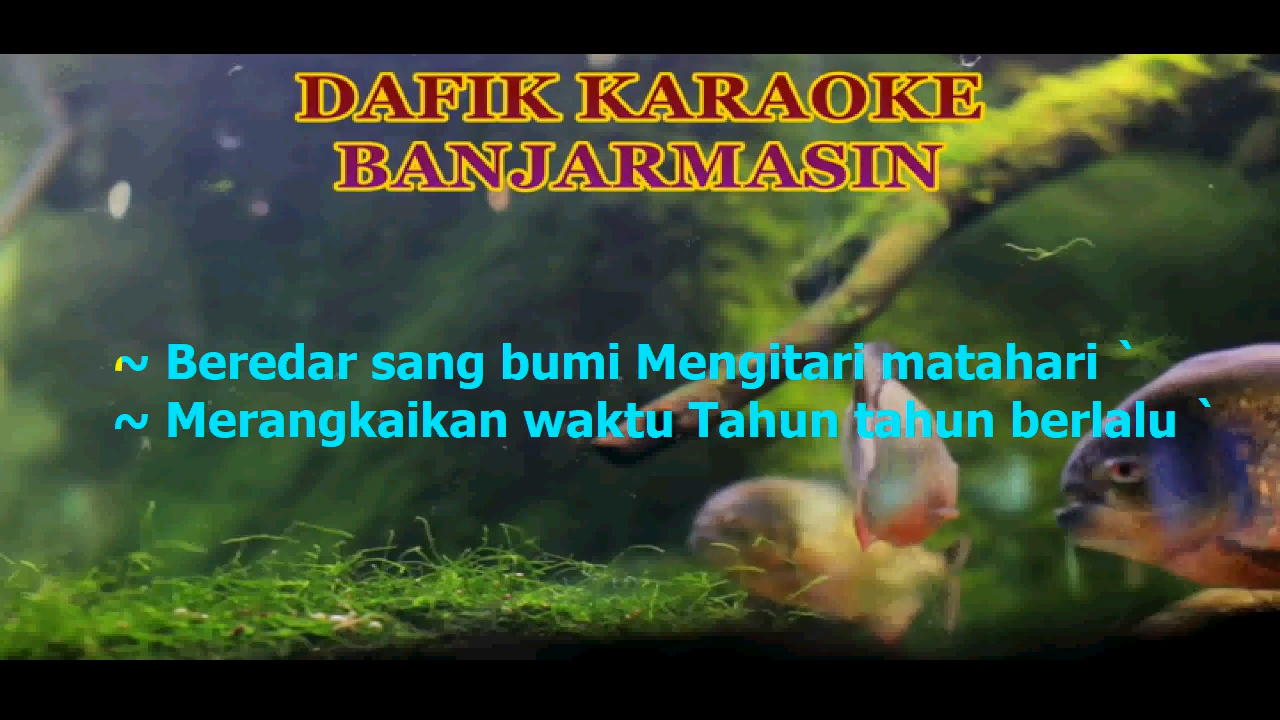 DAFIK KARAOKE
BANJARMASIN
~ Beredar sang bumi Mengitari matahari `
~ Merangkaikan waktu Tahun tahun berlalu `